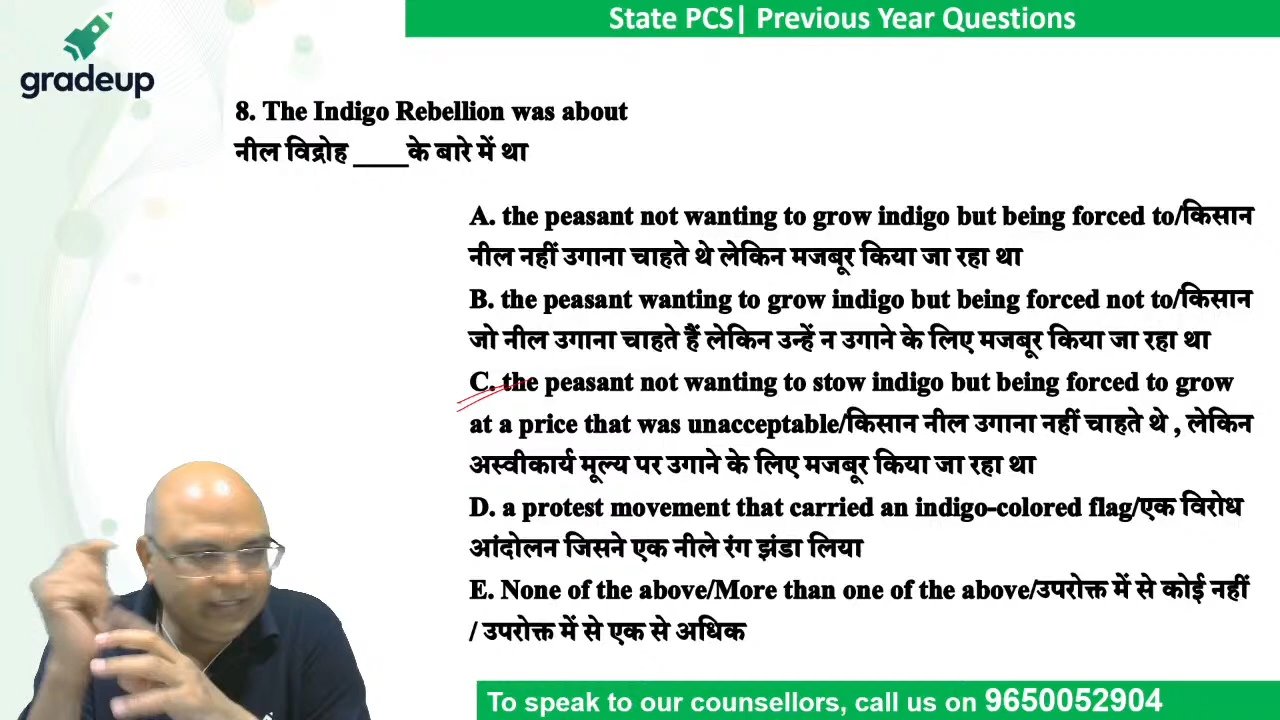 State PCS| Previous Year Questions
gradeup
8. The Indigo Rebellion was about
नील विद्रोह ____के बारे में था
A. the peasant not wanting to grow indigo but being forced to/किसान
नील नहीं उगाना चाहते थे लेकिन मजबूर किया जा रहा था
B. the peasant wanting to grow indigo but being forced not to/किसान
जो नील उगाना चाहते हैं लेकिन उन्हें न उगाने के लिए मजबूर किया जा रहा था
C. the peasant not wanting to stow indigo but being forced to grow
at a price that was unacceptable/किसान नील उगाना नहीं चाहते थे , लेकिन
अस्वीकार्य मूल्य पर उगाने के लिए मजबूर किया जा रहा था
D. a protest movement that carried an indigo-colored flag/एक विरोध
आंदोलन जिसने एक नीले रंग झंडा लिया
E. None of the above/More than one of the above/उपरोक्त में से कोई नहीं
/ उपरोक्त में से एक से अधिक
To speak to our counsellors, call us on 9650052904